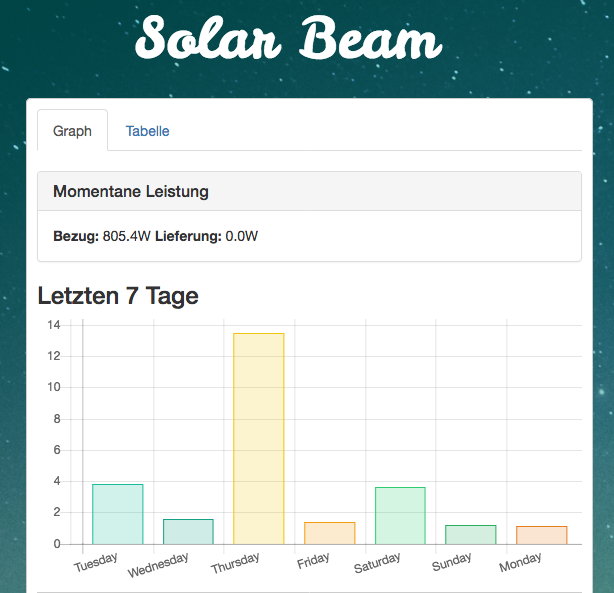 Solar Beam
Graph Tabelle
Momentane Leistung
Bezug: 805.4W Lieferung: 0.0W
Letzten 7 Tage
14
12
10
8
6
4
2
0
Tuesday Wednesday Thursday Friday Saturday Sunday Monday